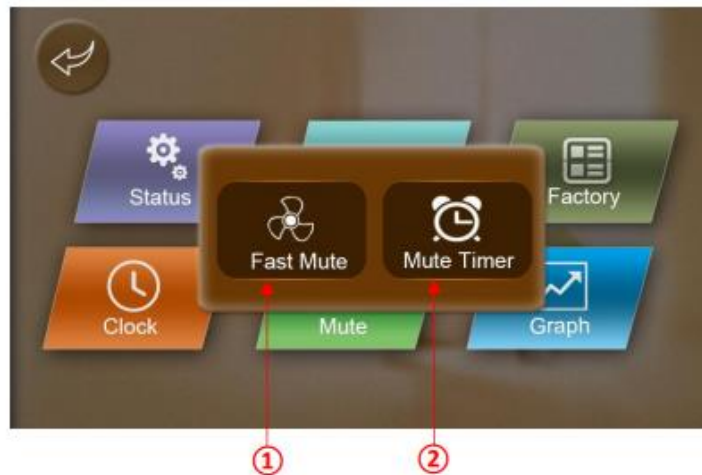 Status
Factory
Fast Mute
Mute Timer
Clock
Mute
Graph
①
②